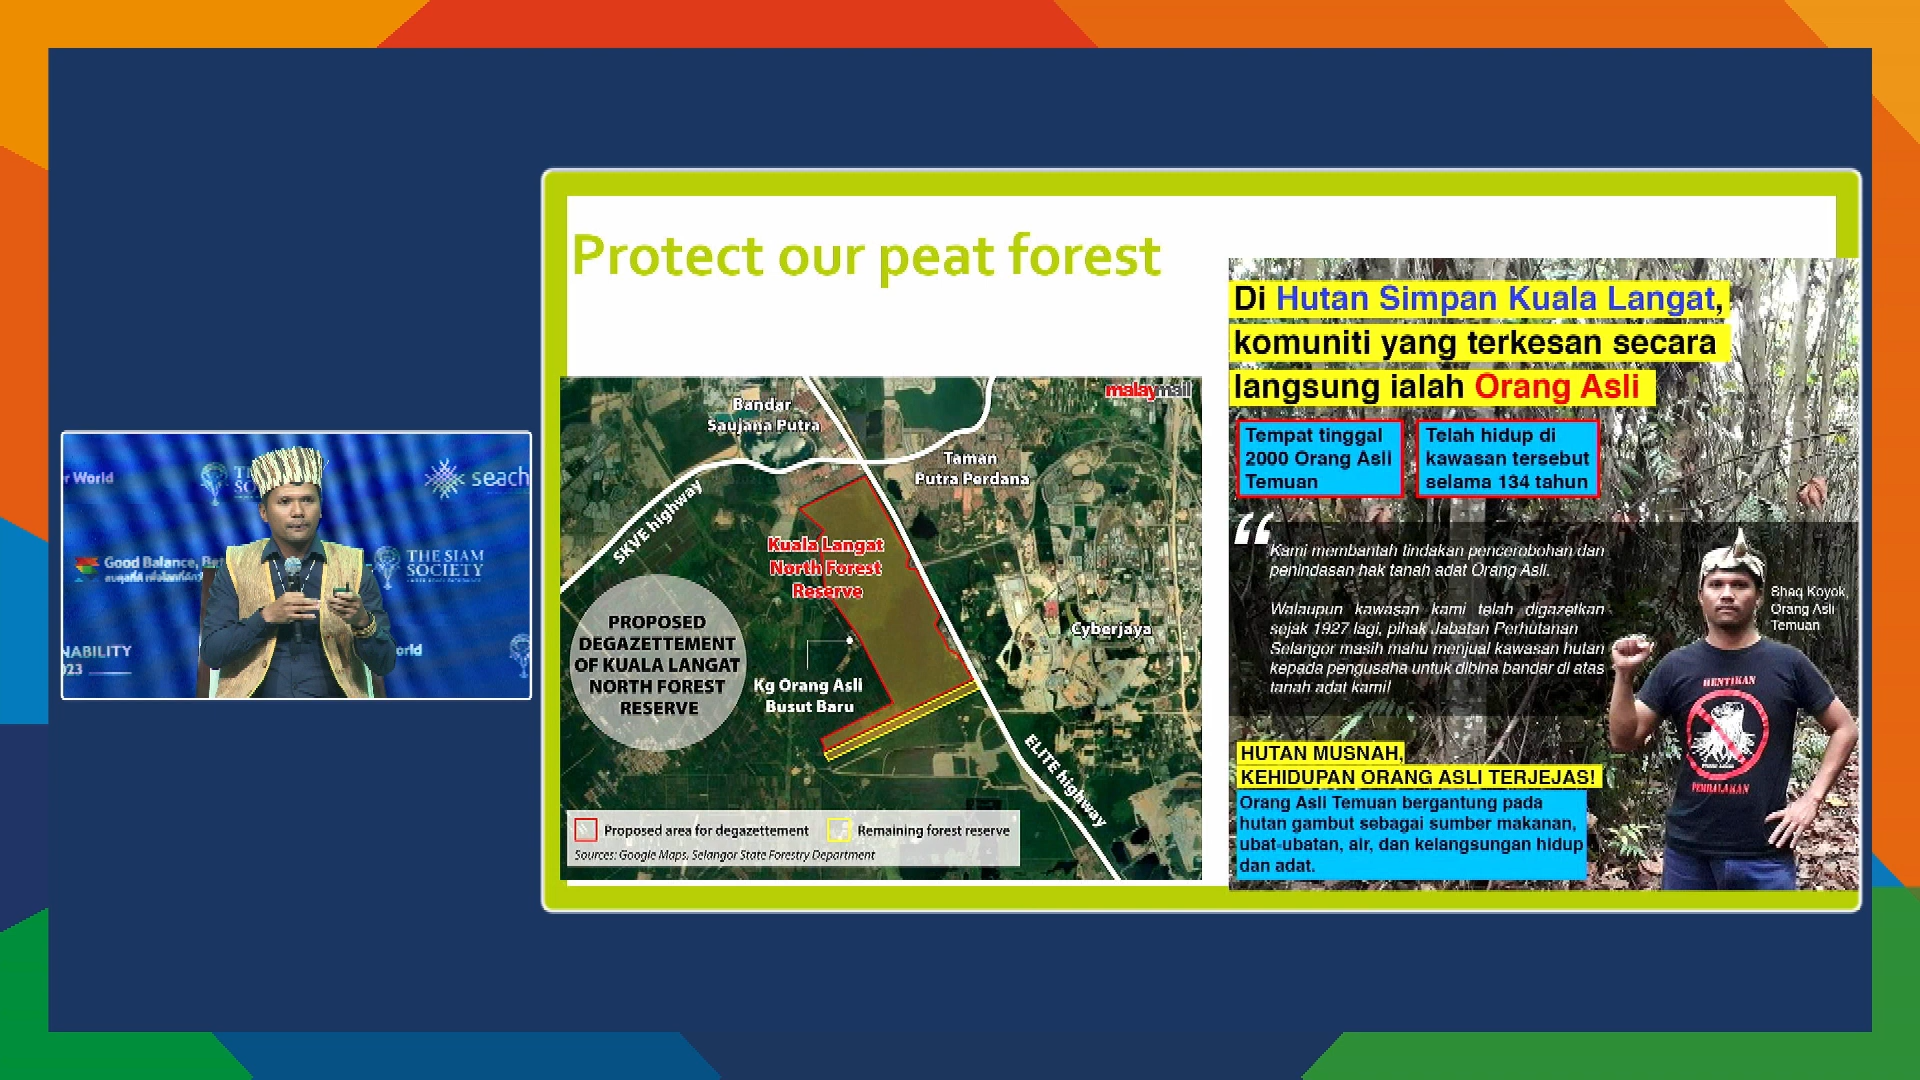 Protect our peat forest
malaymail
Bandar
Saujana Putra
Taman
Putra Perdana
SKVE highway
Kuala Langat
North Forest
Reserve
PROPOSED
DEGAZETTEMENT
OF KUALA LANGAT
NORTH FOREST
RESERVE
Cyberjaya
Kg Orang Asli
Busut Baru
ELITE highway
Proposed area for degazettement
Remaining forest reserve
Sources: Google Maps, Selangor State Forestry Department
Di Hutan Simpan Kuala Langat,
komuniti yang terkesan secara
langsung ialah Orang Asli
Tempat tinggal
2000 Orang Asli
Temuan
Telah hidup di
kawasan tersebut
selama 134 tahun
“
Kami membantah tindakan pencerobohan dan
penindasan hak tanah adat Orang Asli.
Walaupun kawasan kami telah digazetkan
sejak 1927 lagi, pihak Jabatan Perhutanan
Selangor masih mahu menjual kawasan hutan
kepada pengusaha untuk dibina bandar di atas
tanah adat kami!
Shaq Koyok,
Orang Asli
Temuan
HENTIKAN
PEMBALAKAN
HUTAN MUSNAH,
KEHIDUPAN ORANG ASLI TERJEJAS!
Orang Asli Temuan bergantung pada
hutan gambut sebagai sumber makanan,
ubat-ubatan, air, dan kelangsungan hidup
dan adat.
r World
seach
Good Balance, Bet
THE SIAM
SOCIETY
NABILITY
023
orld